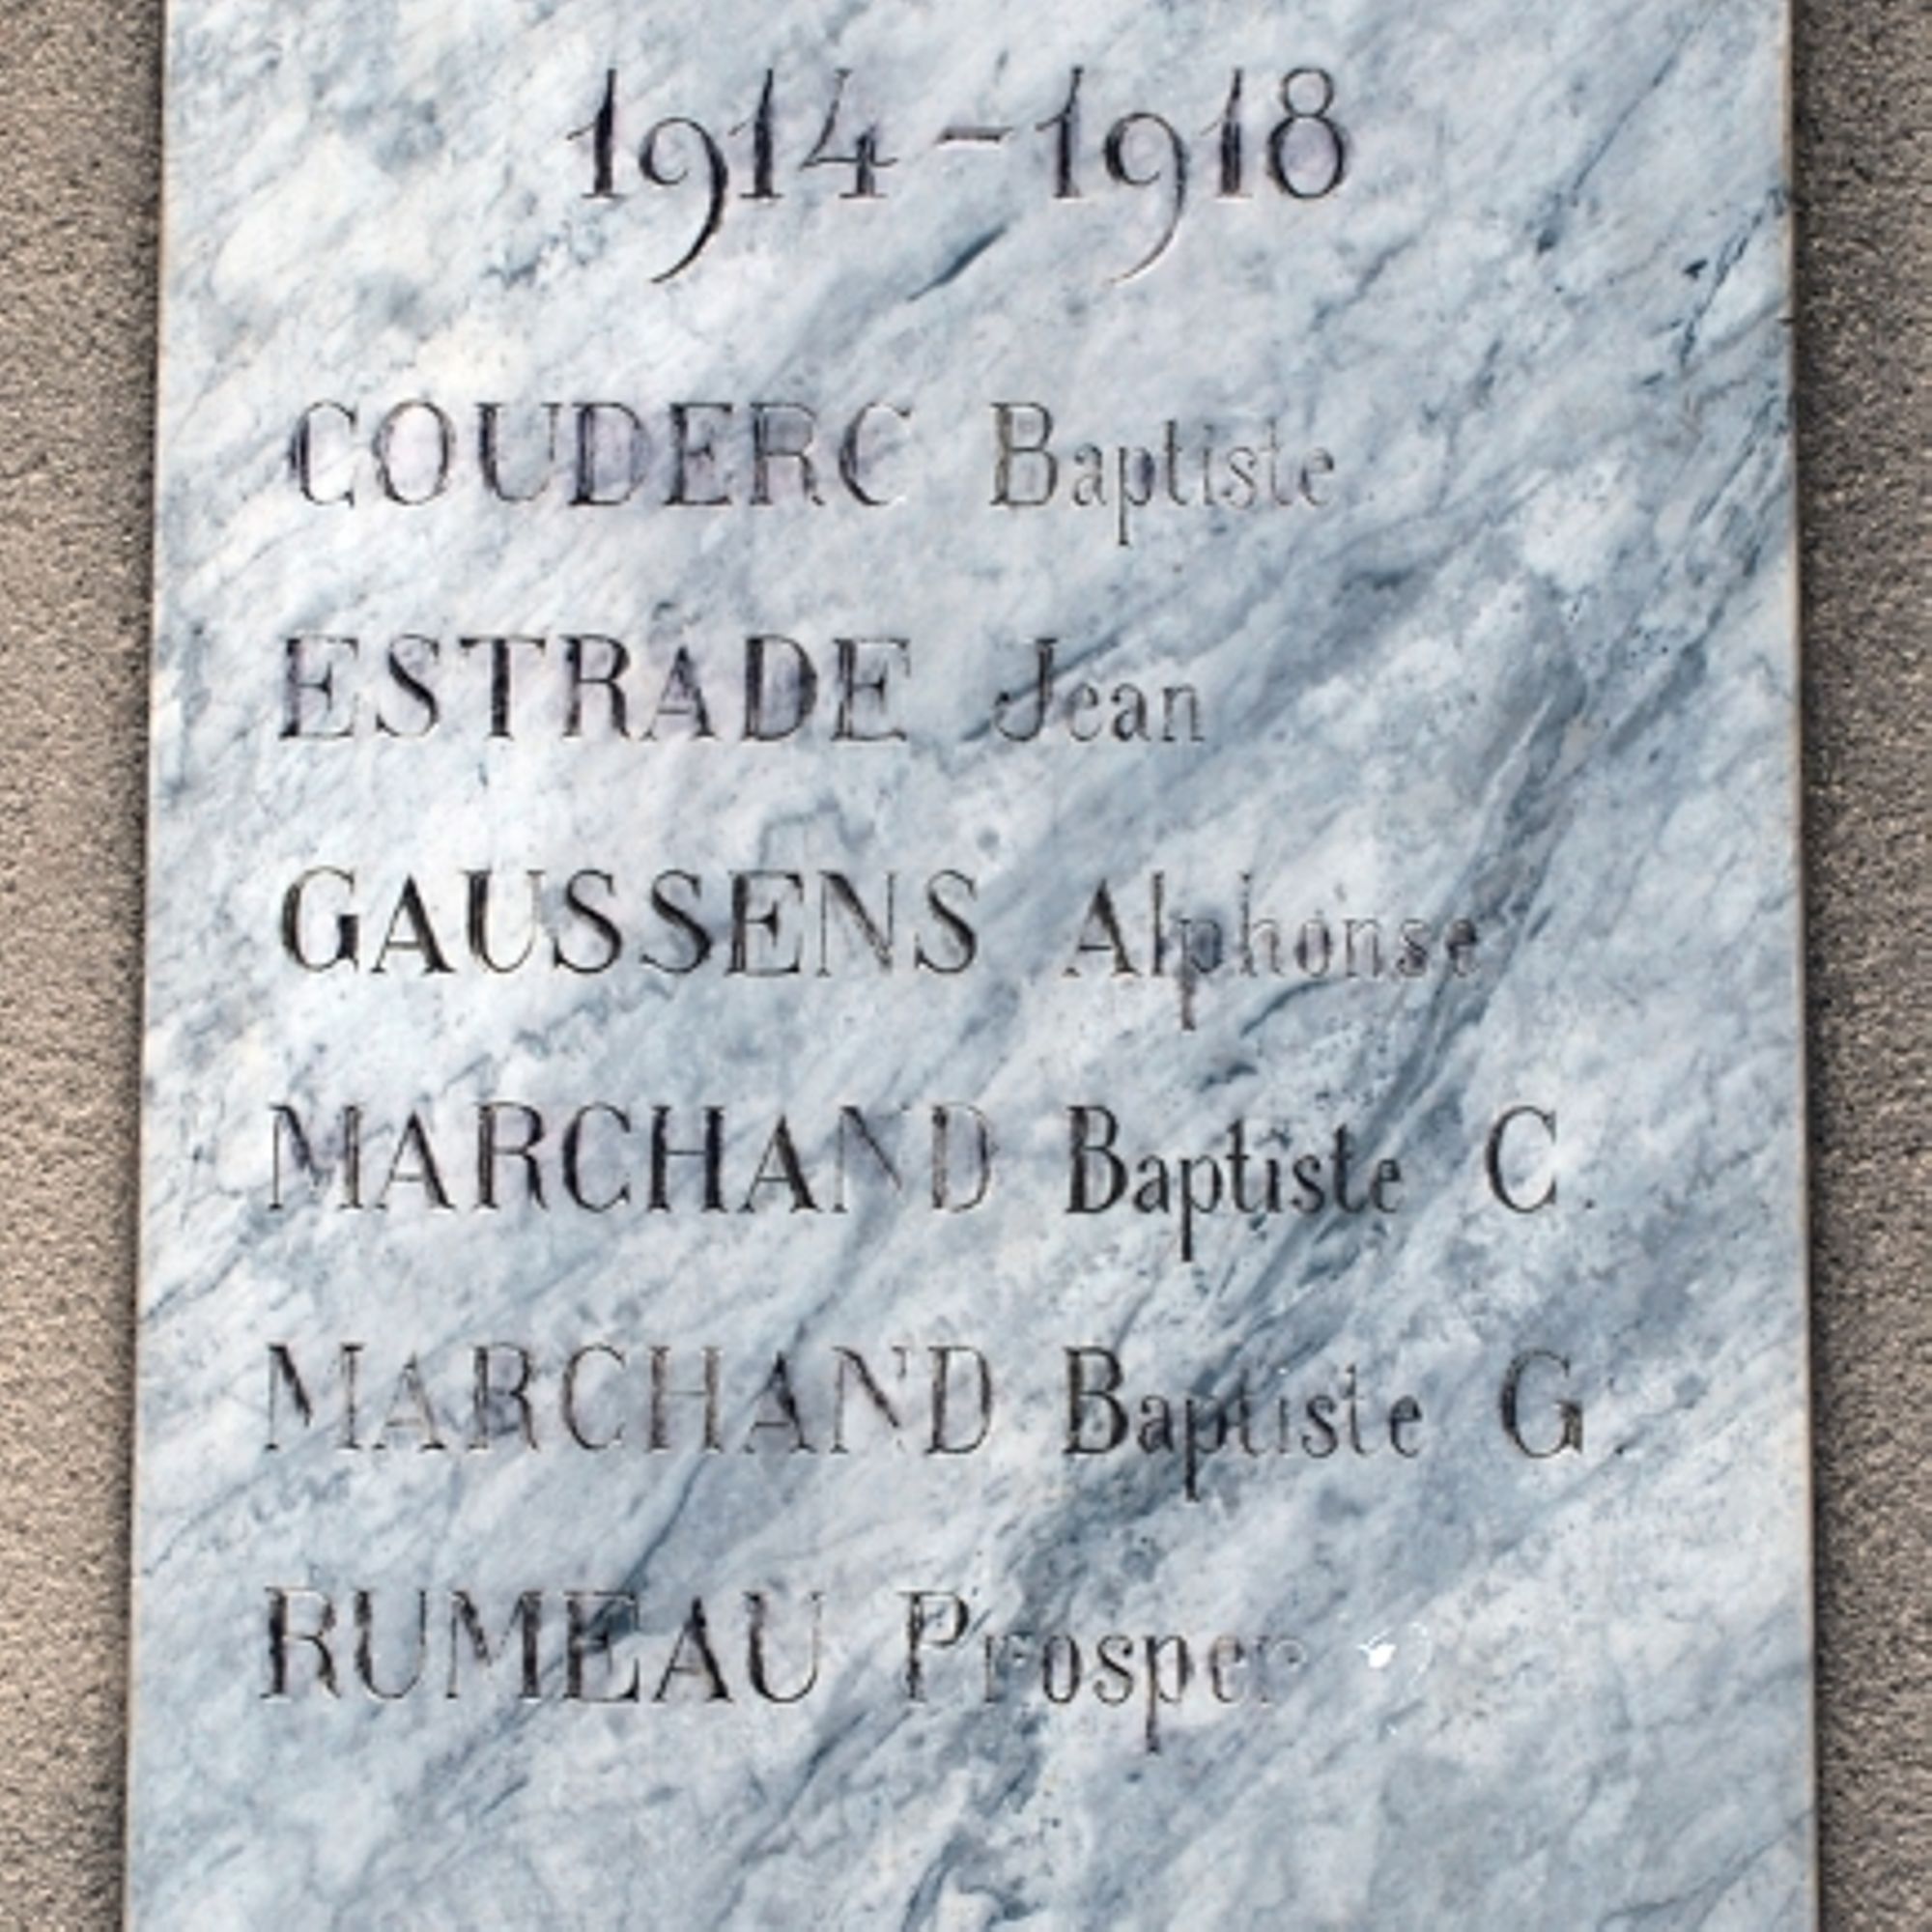 1914-1918
COUDERC Baptiste
ESTRADE Jean
GAUSSENS Alphonse
MARCHAND Baptiste C.
MARCHAND Baptiste G.
RUMEAU Prosper